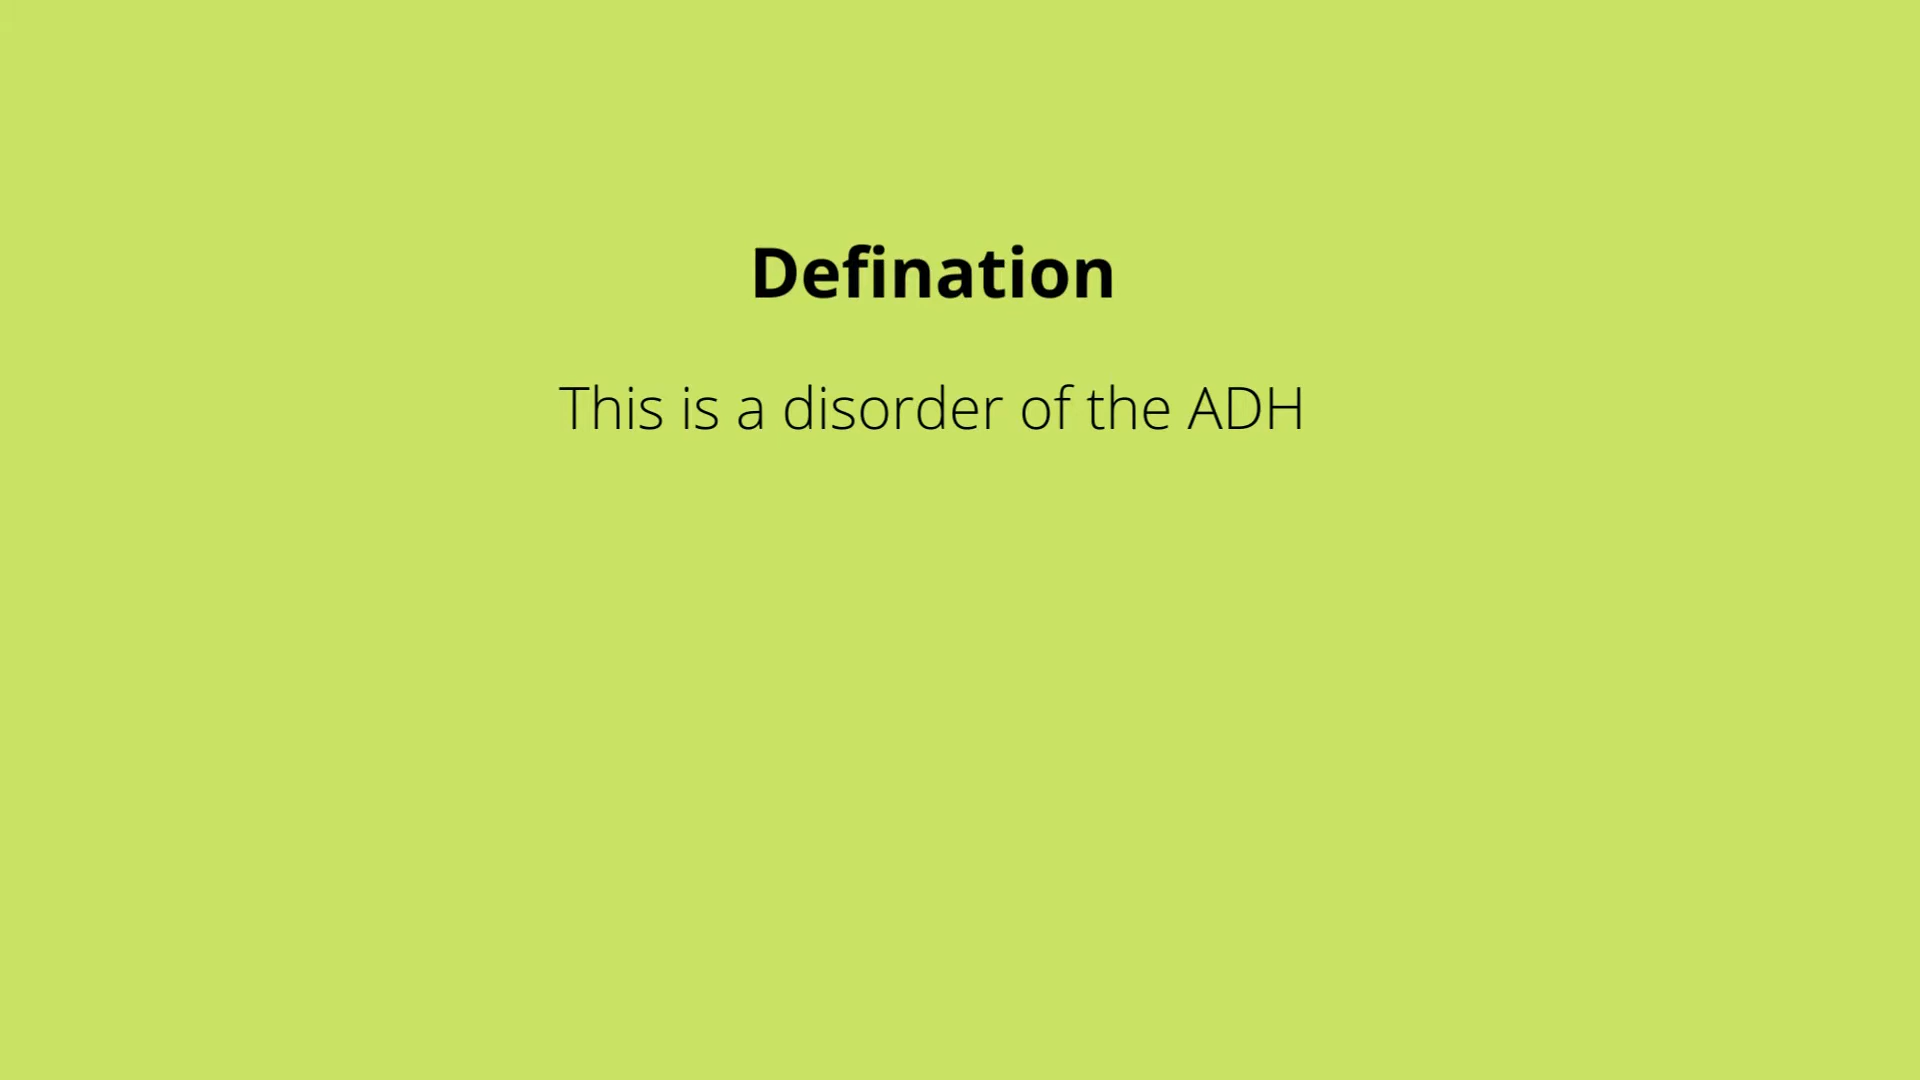 Defination
This is a disorder of the ADH